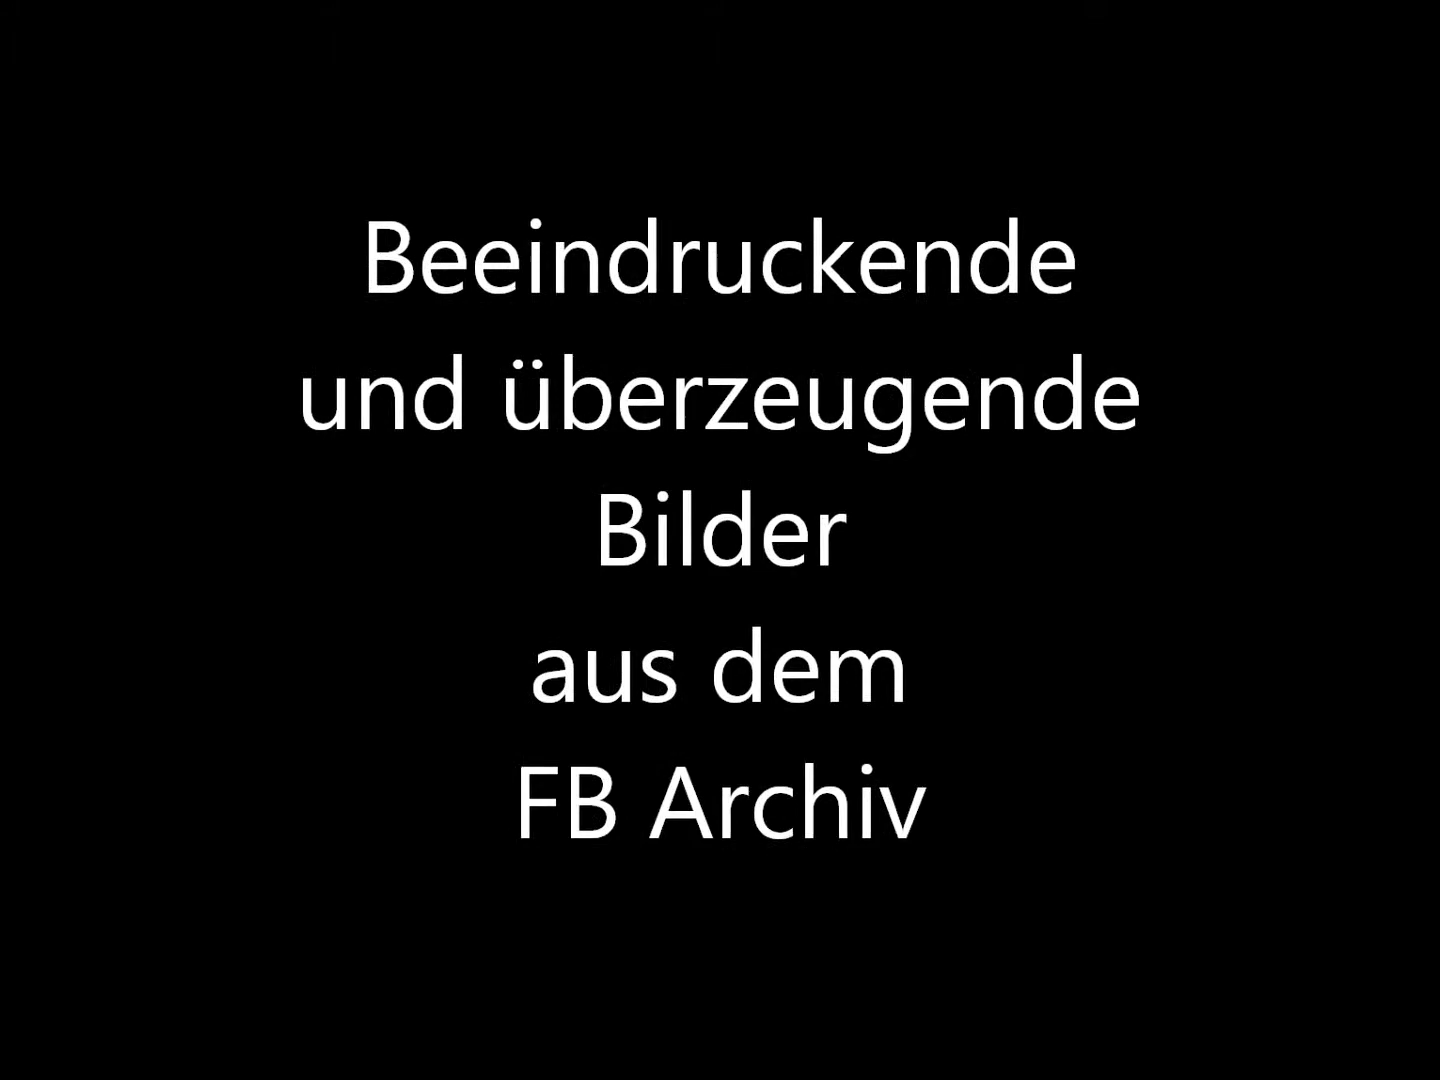 Beeindruckende
und überzeugende
Bilder
aus dem
FB Archiv